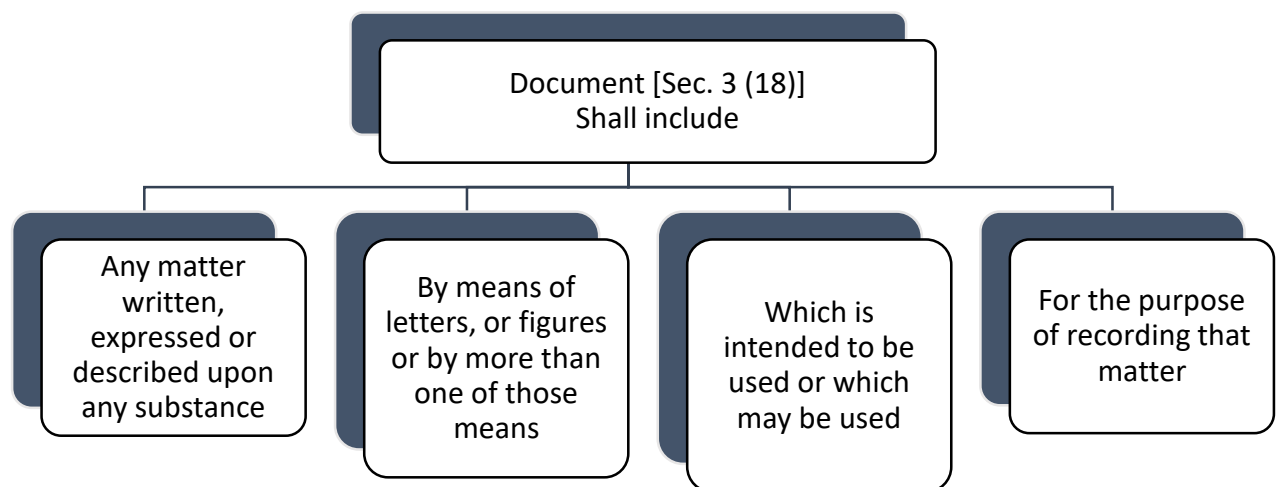 Document [Sec. 3 (18)]
Shall include
Any matter
written,
expressed or
described upon
any substance
By means of
letters, or figures
or by more than
one of those
means
Which is
intended to be
used or which
may be used
For the purpose
of recording that
matter